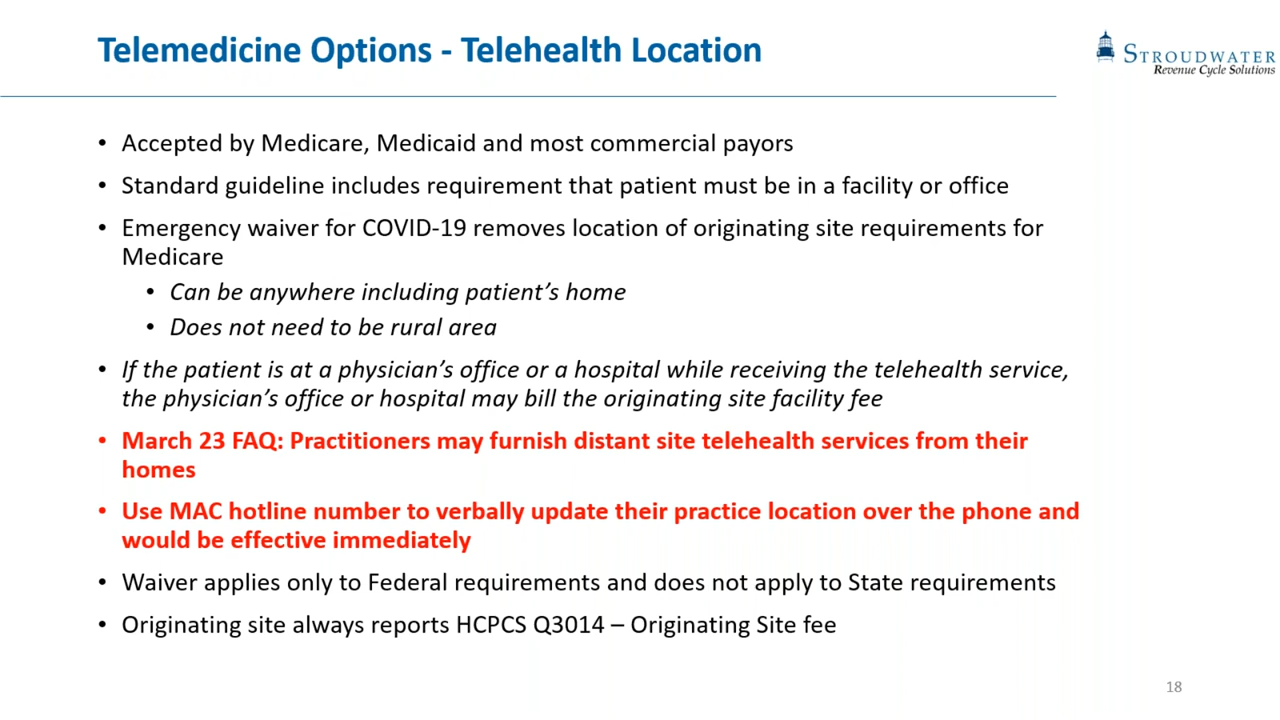 Telemedicine Options - Telehealth Location
STROUDWATER
Revenue Cycle Solutions
• Accepted by Medicare, Medicaid and most commercial payors
• Standard guideline includes requirement that patient must be in a facility or office
• Emergency waiver for COVID-19 removes location of originating site requirements for
Medicare
• Can be anywhere including patient’s home
• Does not need to be rural area
• If the patient is at a physician’s office or a hospital while receiving the telehealth service,
the physician’s office or hospital may bill the originating site facility fee
• March 23 FAQ: Practitioners may furnish distant site telehealth services from their
homes
• Use MAC hotline number to verbally update their practice location over the phone and
would be effective immediately
• Waiver applies only to Federal requirements and does not apply to State requirements
• Originating site always reports HCPCS Q3014 – Originating Site fee
18